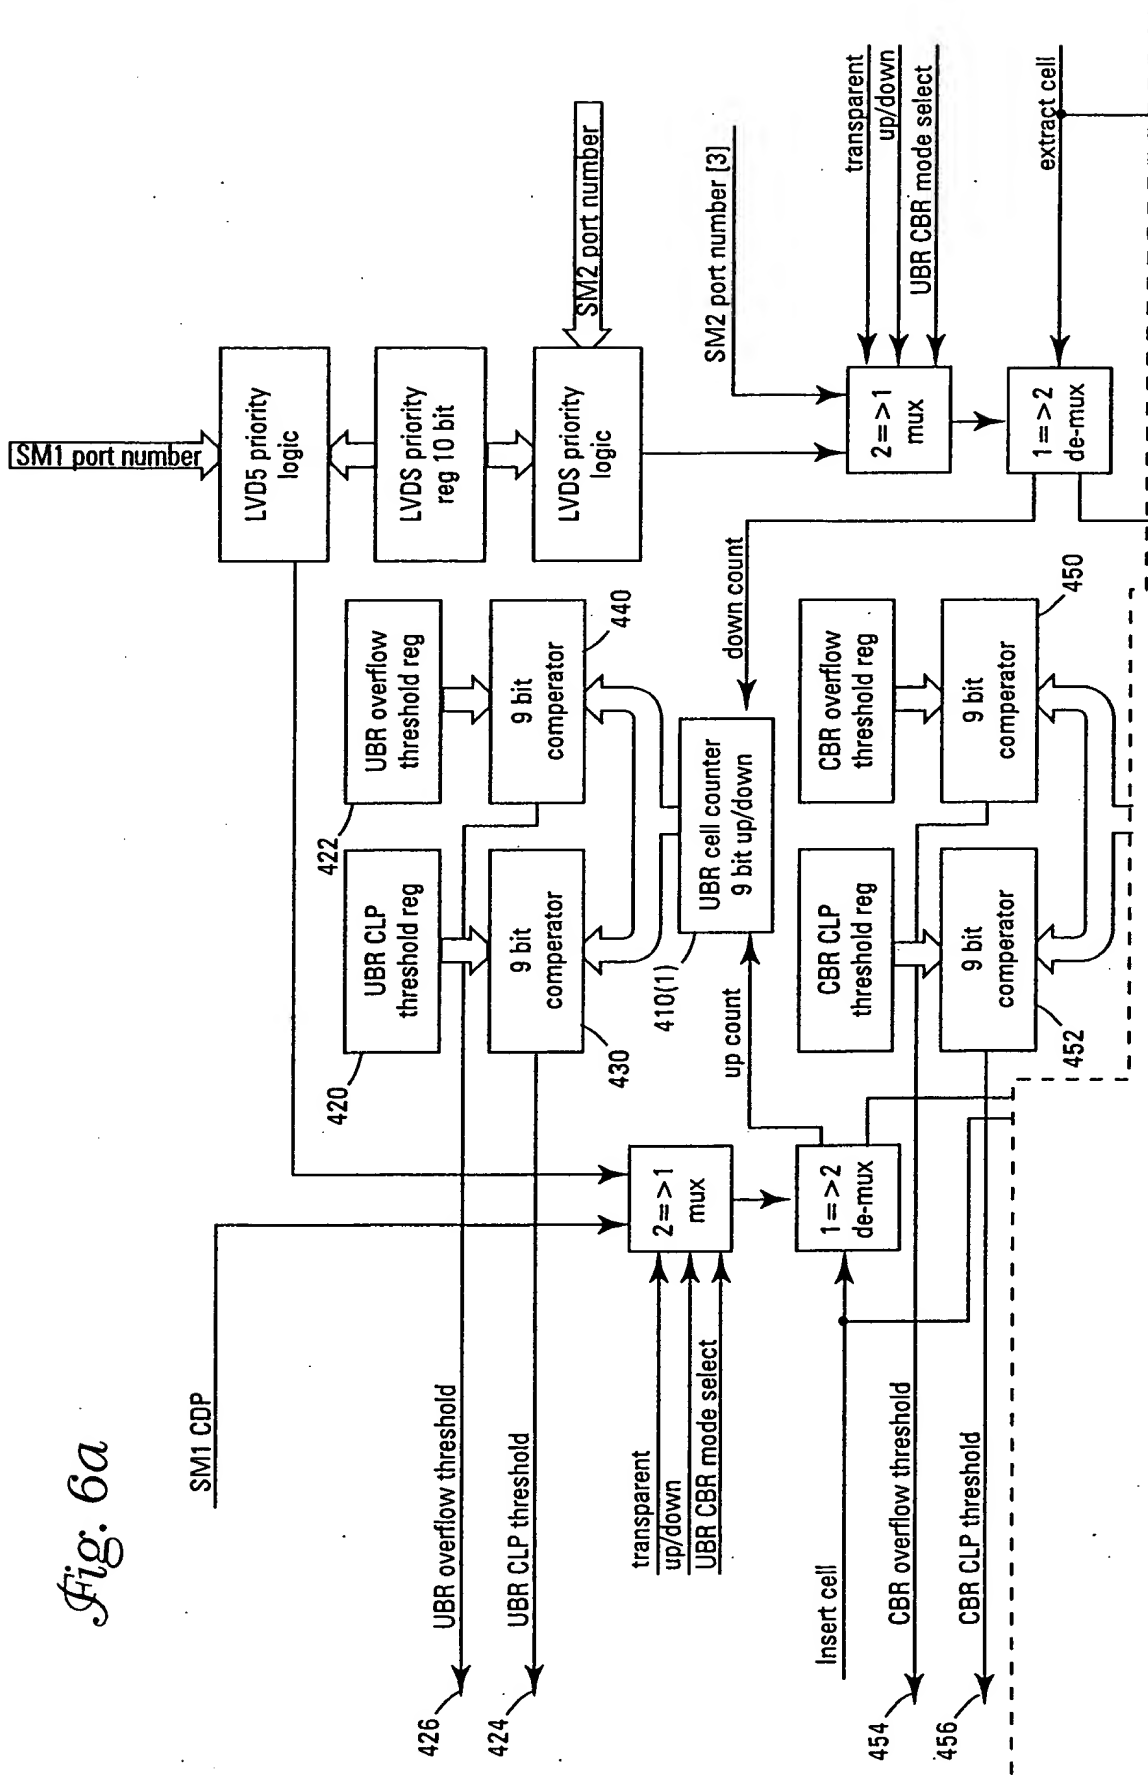 Fig. 6a
SM1 CDP
UBR overflow threshold
426
UBR CLP threshold
424
transparent
up/down
UBR CBR mode select
Insert cell
CBR overflow threshold
454
CBR CLP threshold
456
2=>1
mux
1=>2
de-mux
up count
UBR CLP
threshold reg
420
UBR overflow
threshold reg
422
9 bit
comperator
430
9 bit
comperator
440
UBR cell counter
9 bit up/down
410(1)
down count
CBR CLP
threshold reg
CBR overflow
threshold reg
9 bit
comperator
452
9 bit
comperator
450
SM1 port number
LVD5 priority
logic
LVDS priority
reg 10 bit
LVDS priority
logic
SM2 port number
SM2 port number [3]
transparent
up/down
UBR CBR mode select
2=>1
mux
1=>2
de-mux
extract cell